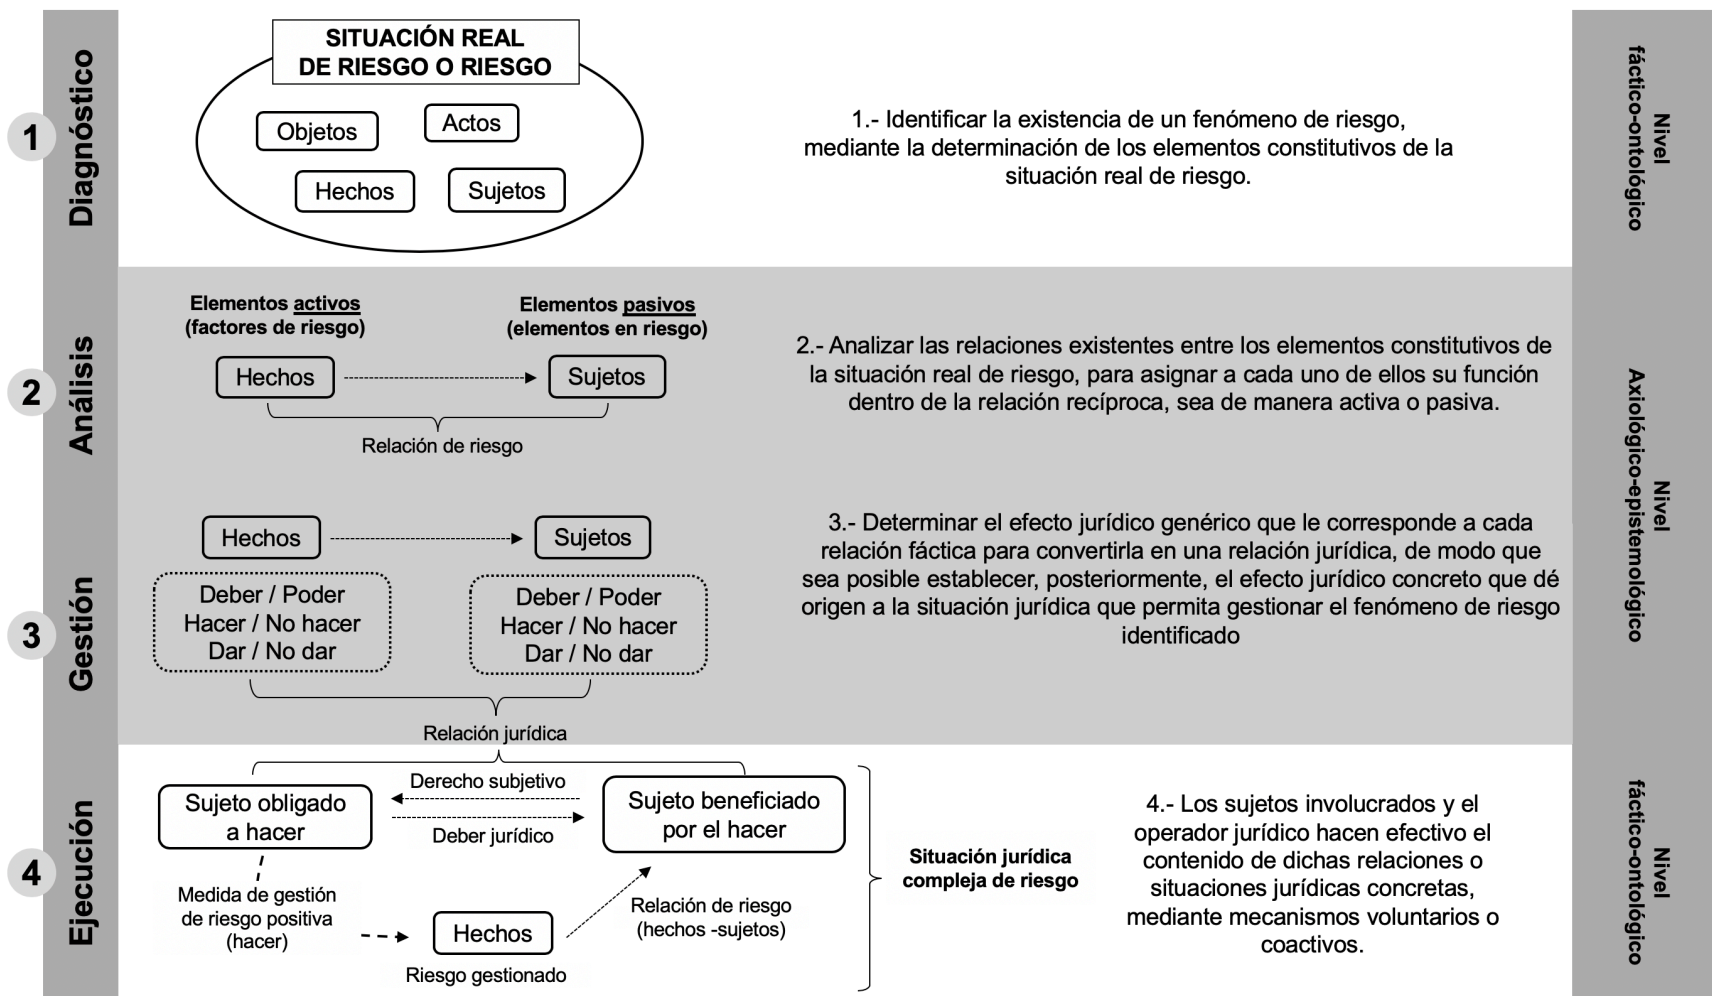 1
Diagnóstico
SITUACIÓN REAL
DE RIESGO O RIESGO
Objetos
Actos
Hechos
Sujetos
1.- Identificar la existencia de un fenómeno de riesgo,
mediante la determinación de los elementos constitutivos de la
situación real de riesgo.
Nivel
fáctico-ontológico
2
Análisis
Elementos activos
(factores de riesgo)
Elementos pasivos
(elementos en riesgo)
Hechos
Sujetos
Relación de riesgo
2.- Analizar las relaciones existentes entre los elementos constitutivos de
la situación real de riesgo, para asignar a cada uno de ellos su función
dentro de la relación recíproca, sea de manera activa o pasiva.
Nivel
Axiológico-epistemológico
3
Gestión
Hechos
Sujetos
Deber / Poder
Hacer / No hacer
Dar / No dar
Deber / Poder
Hacer / No hacer
Dar / No dar
Relación jurídica
3.- Determinar el efecto jurídico genérico que le corresponde a cada
relación fáctica para convertirla en una relación jurídica, de modo que
sea posible establecer, posteriormente, el efecto jurídico concreto que dé
origen a la situación jurídica que permita gestionar el fenómeno de riesgo
identificado
4
Ejecución
Sujeto obligado
a hacer
Derecho subjetivo
Deber jurídico
Sujeto beneficiado
por el hacer
Medida de gestión
de riesgo positiva
(hacer)
Hechos
Riesgo gestionado
Relación de riesgo
(hechos -sujetos)
Situación jurídica
compleja de riesgo
4.- Los sujetos involucrados y el
operador jurídico hacen efectivo el
contenido de dichas relaciones o
situaciones jurídicas concretas,
mediante mecanismos voluntarios o
coactivos.
Nivel
fáctico-ontológico